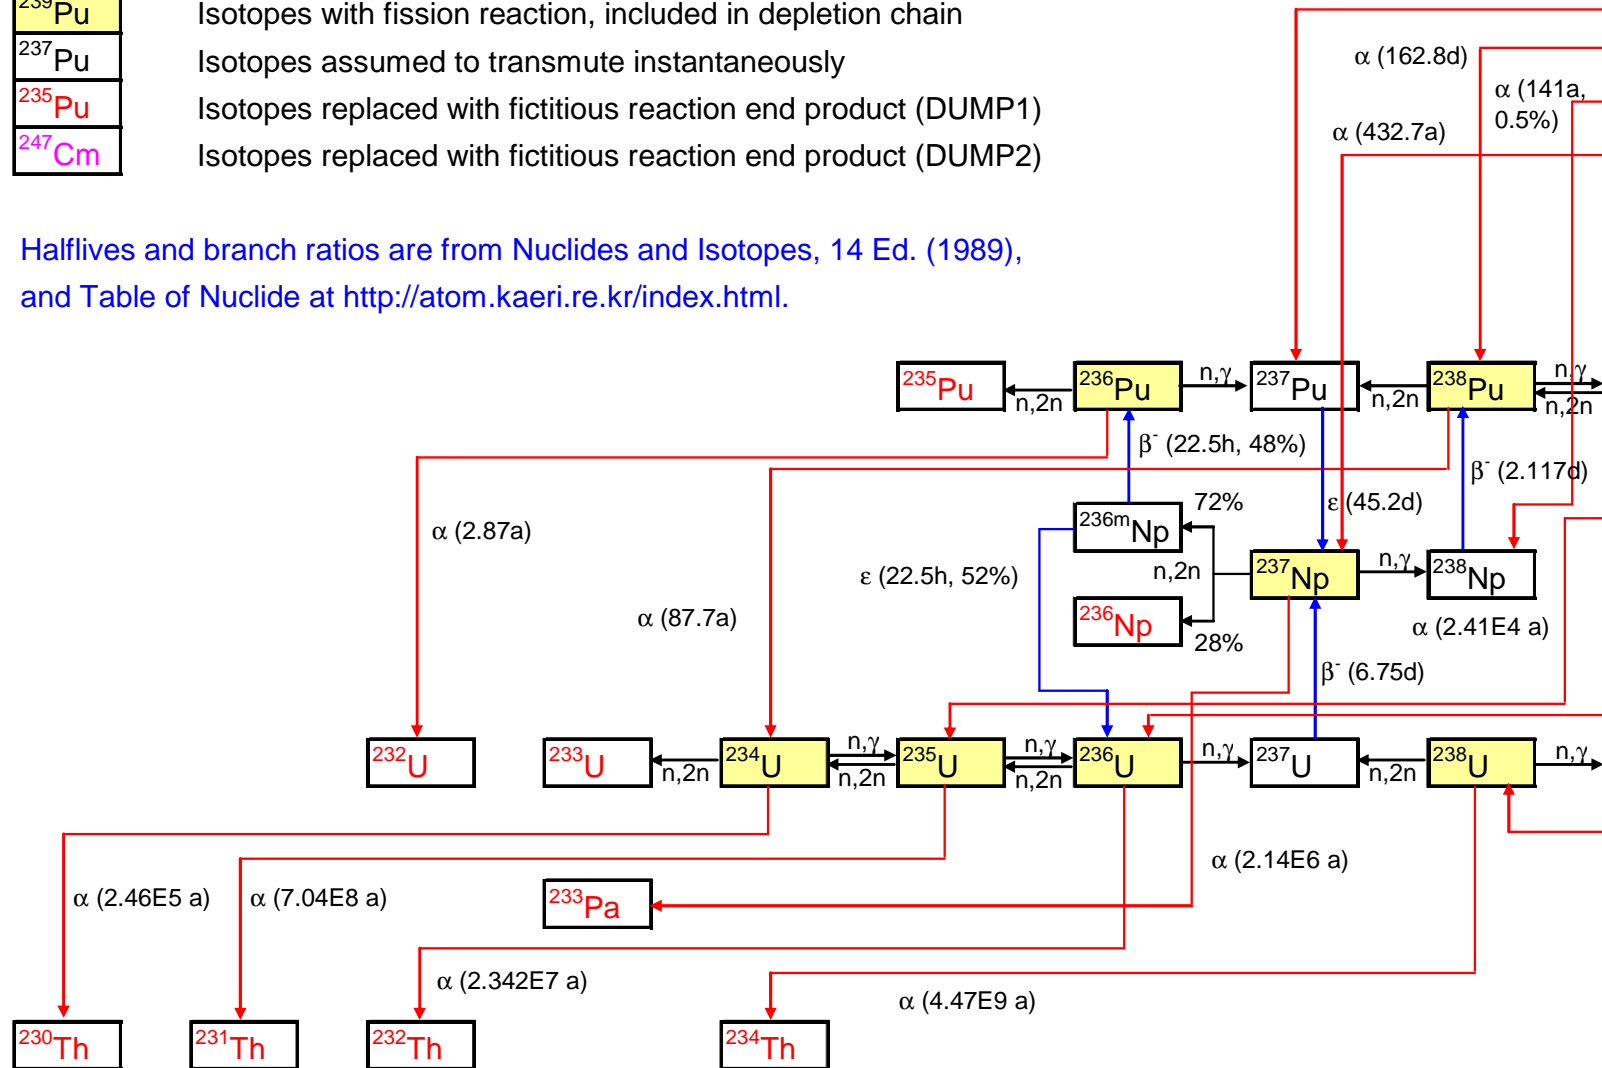 239Pu Isotopes with fission reaction, included in depletion chain
237Pu Isotopes assumed to transmute instantaneously
235Pu Isotopes replaced with fictitious reaction end product (DUMP1)
247Cm Isotopes replaced with fictitious reaction end product (DUMP2)
α (162.8d)
α (141a,
0.5%)
α (432.7a)
Halflives and branch ratios are from Nuclides and Isotopes, 14 Ed. (1989),
and Table of Nuclide at http://atom.kaeri.re.kr/index.html.
235Pu n,2n 236Pu n,γ 237Pu n,2n 238Pu n,γ n,2n
β- (22.5h, 48%)
β- (2.117d)
α (2.87a)
236mNp 72%
ε (45.2d)
ε (22.5h, 52%)
n,2n 237Np n,γ 238Np
α (87.7a)
236Np 28%
α (2.41E4 a)
β- (6.75d)
232U 233U n,2n 234U n,γ n,2n 235U n,γ n,2n 236U n,γ 237U n,2n 238U n,γ
α (2.14E6 a)
α (2.46E5 a) α (7.04E8 a) 233Pa
α (2.342E7 a)
α (4.47E9 a)
230Th 231Th 232Th 234Th